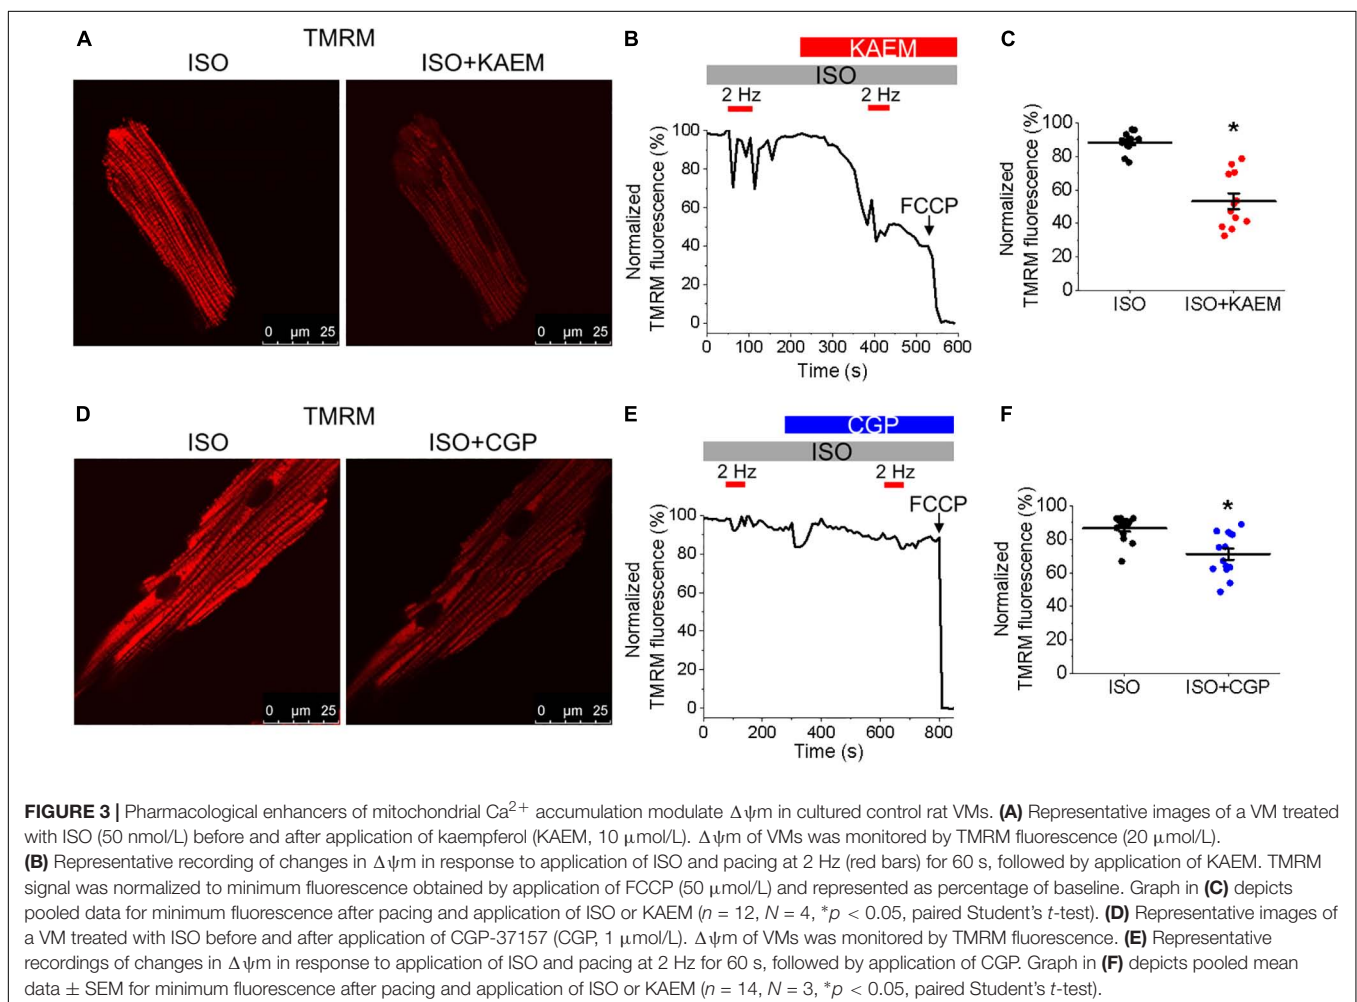 A
TMRM
ISO
ISO+KAEM
0 µm 25
0 µm 25
B
KAEM
ISO
2 Hz
2 Hz
FCCP
Normalized
TMRM fluorescence (%)
100
80
60
40
20
0
0 100 200 300 400 500 600
Time (s)
C
*
Normalized
TMRM fluorescence (%)
100
80
60
40
20
0
ISO
ISO+KAEM
D
TMRM
ISO
ISO+CGP
0 µm 25
0 µm 25
E
CGP
ISO
2 Hz
2 Hz
FCCP
Normalized
TMRM fluorescence (%)
100
80
60
40
20
0
0 200 400 600 800
Time (s)
F
*
Normalized
TMRM fluorescence (%)
100
80
60
40
20
0
ISO
ISO+CGP
FIGURE 3 | Pharmacological enhancers of mitochondrial Ca2+ accumulation modulate Δψm in cultured control rat VMs. (A) Representative images of a VM treated
with ISO (50 nmol/L) before and after application of kaempferol (KAEM, 10 µmol/L). Δψm of VMs was monitored by TMRM fluorescence (20 µmol/L).
(B) Representative recording of changes in Δψm in response to application of ISO and pacing at 2 Hz (red bars) for 60 s, followed by application of KAEM. TMRM
signal was normalized to minimum fluorescence obtained by application of FCCP (50 µmol/L) and represented as percentage of baseline. Graph in (C) depicts
pooled data for minimum fluorescence after pacing and application of ISO or KAEM (n = 12, N = 4, *p < 0.05, paired Student's t-test). (D) Representative images of
a VM treated with ISO before and after application of CGP-37157 (CGP, 1 µmol/L). Δψm of VMs was monitored by TMRM fluorescence. (E) Representative
recordings of changes in Δψm in response to application of ISO and pacing at 2 Hz for 60 s, followed by application of CGP. Graph in (F) depicts pooled mean
data ± SEM for minimum fluorescence after pacing and application of ISO or KAEM (n = 14, N = 3, *p < 0.05, paired Student's t-test).